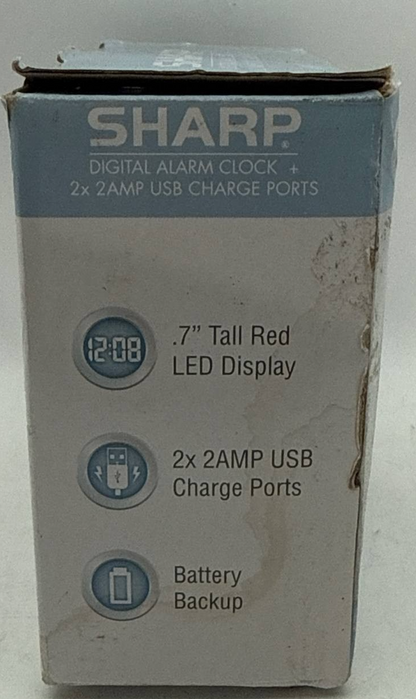 SHARP®
DIGITAL ALARM CLOCK +
2x 2AMP USB CHARGE PORTS
12:08
.7” Tall Red
LED Display
2x 2AMP USB
Charge Ports
Battery
Backup